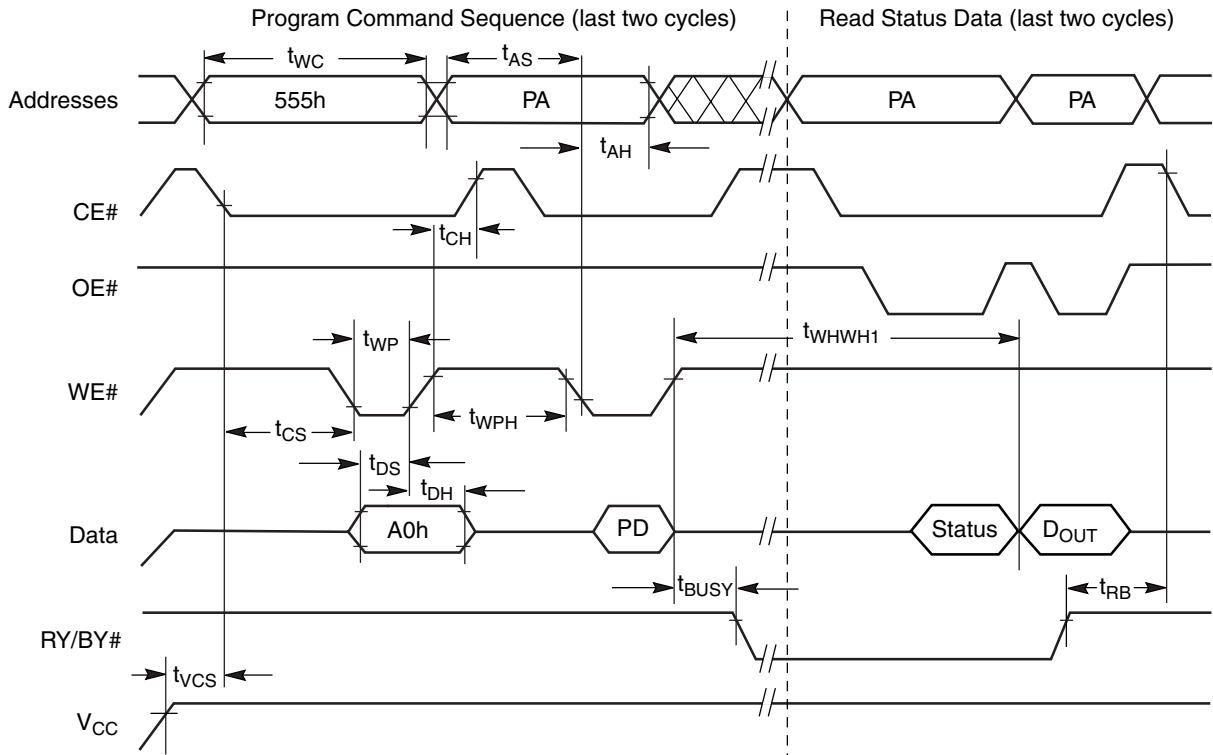 Program Command Sequence (last two cycles)
Read Status Data (last two cycles)
tWC
tAS
Addresses
555h
PA
PA
PA
tAH
CE#
tCH
OE#
tWP
tWHWH1
WE#
tCS
tWPH
tDS
tDH
Data
A0h
PD
Status
DOUT
tBUSY
tRB
RY/BY#
tVCS
VCC